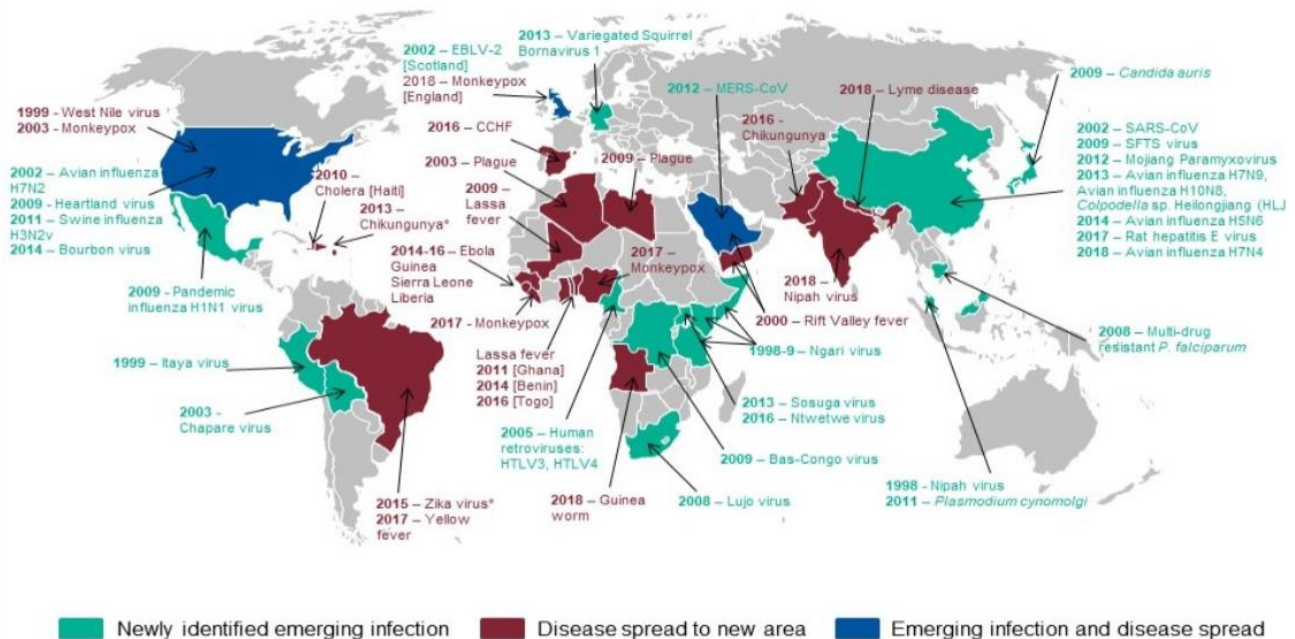 2013 – Variegated Squirrel
Bornavirus 1
2002 – EBLV-2
[Scotland]
2018 – Monkeypox
[England]
2012 – MERS-CoV
2018 – Lyme disease
2009 – Candida auris
1999 - West Nile virus
2003 - Monkeypox
2016 – CCHF
2016 –
Chikungunya
2002 – SARS-CoV
2009 – SFTS virus
2012 – Mojiang Paramyxovirus
2013 – Avian influenza H7N9,
Avian influenza H10N8,
Colpodella sp. Heilongjiang (HLJ
2014 – Avian influenza H5N6
2017 – Rat hepatitis E virus
2018 – Avian influenza H7N4
2003 – Plague
2009 – Plague
2002 – Avian influenza
H7N2
2009 - Heartland virus
2011 – Swine influenza
H3N2v
2014 – Bourbon virus
2010 –
Cholera [Haiti]
2013 –
Chikungunya*
2009 –
Lassa
fever
2014-16 – Ebola
Guinea
Sierra Leone
Liberia
2017 –
Monkeypox
2018 –
Nipah virus
2009 - Pandemic
influenza H1N1 virus
2017 - Monkeypox
2000 – Rift Valley fever
2008 – Multi-drug
resistant P. falciparum
1999 – Itaya virus
Lassa fever
2011 [Ghana]
2014 [Benin]
2016 [Togo]
1998-9 – Ngari virus
2003 -
Chapare virus
2013 – Sosuga virus
2016 – Ntwetwe virus
2005 – Human
retroviruses:
HTLV3, HTLV4
2009 – Bas-Congo virus
2015 – Zika virus*
2017 – Yellow
fever
2018 – Guinea
worm
2008 – Lujo virus
1998 - Nipah virus
2011 – Plasmodium cynomolgi
Newly identified emerging infection
Disease spread to new area
Emerging infection and disease spread